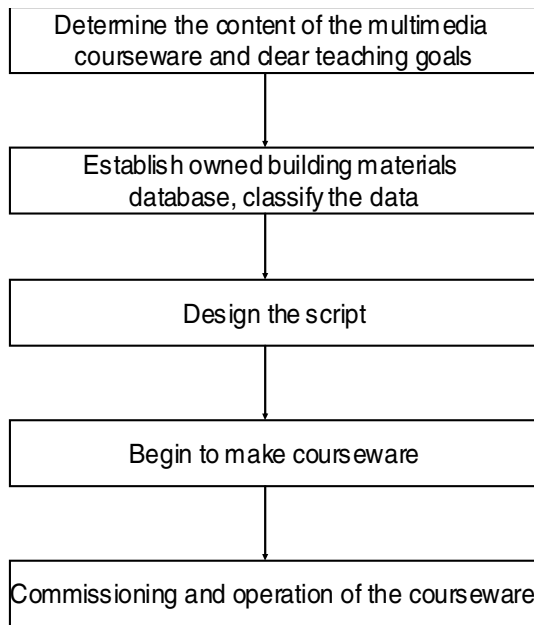 Determine the content of the multimedia
courseware and clear teaching goals
Establish owned building materials
database, classify the data
Design the script
Begin to make courseware
Commissioning and operation of the courseware